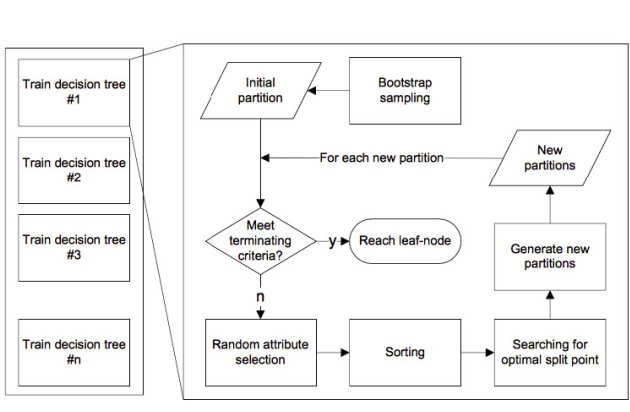 Train decision tree
#1
Train decision tree
#2
Train decision tree
#3
Train decision tree
#n
Initial
partition
Bootstrap
sampling
For each new partition
New
partitions
Meet
terminating
criteria?
y
Reach leaf-node
Generate new
partitions
n
Random attribute
selection
Sorting
Searching for
optimal split point